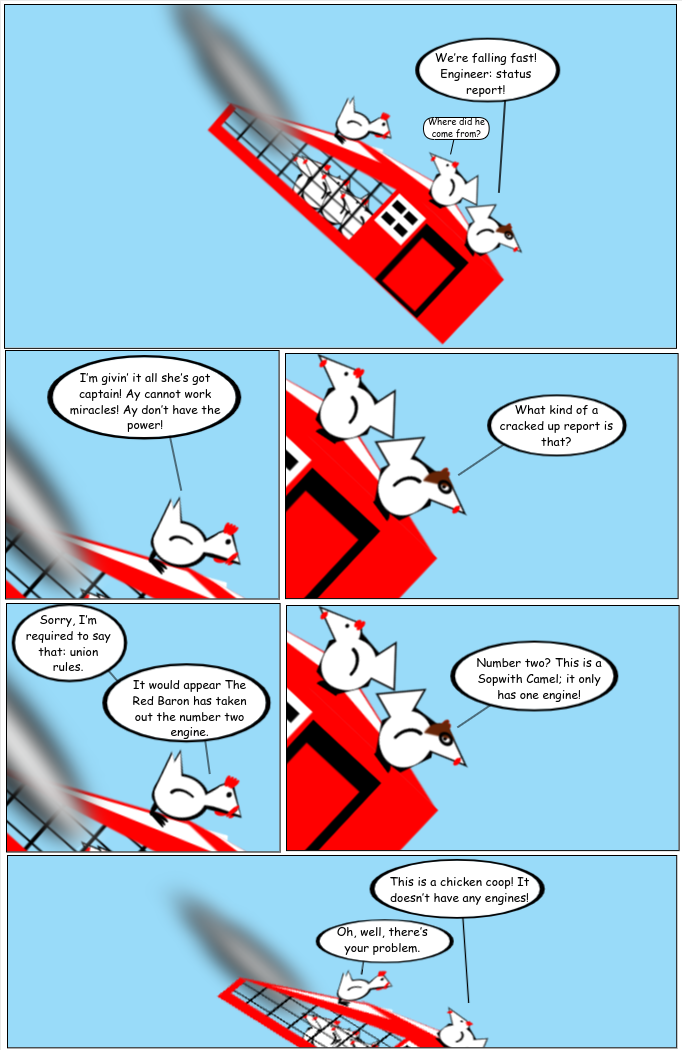 We're falling fast!
Engineer: status
report!
Where did he
come from?
I'm givin' it all she's got
captain! Ay cannot work
miracles! Ay don't have the
power!
What kind of a
cracked up report is
that?
Sorry, I'm
required to say
that: union
rules.
It would appear The
Red Baron has taken
out the number two
engine.
Number two? This is a
Sopwith Camel; it only
has one engine!
This is a chicken coop! It
doesn't have any engines!
Oh, well, there's
your problem.